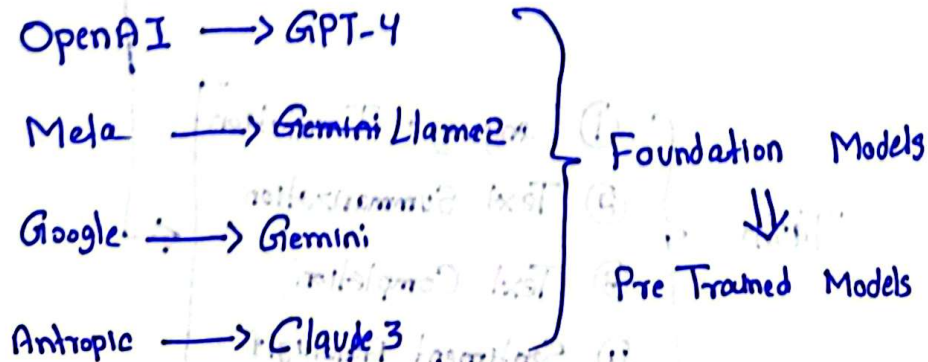 OpenAI → GPT-4
Meta → Gemini Llama2
Foundation Models
⇓
Google → Gemini
Pre Trained Models
Antropic → Claude 3